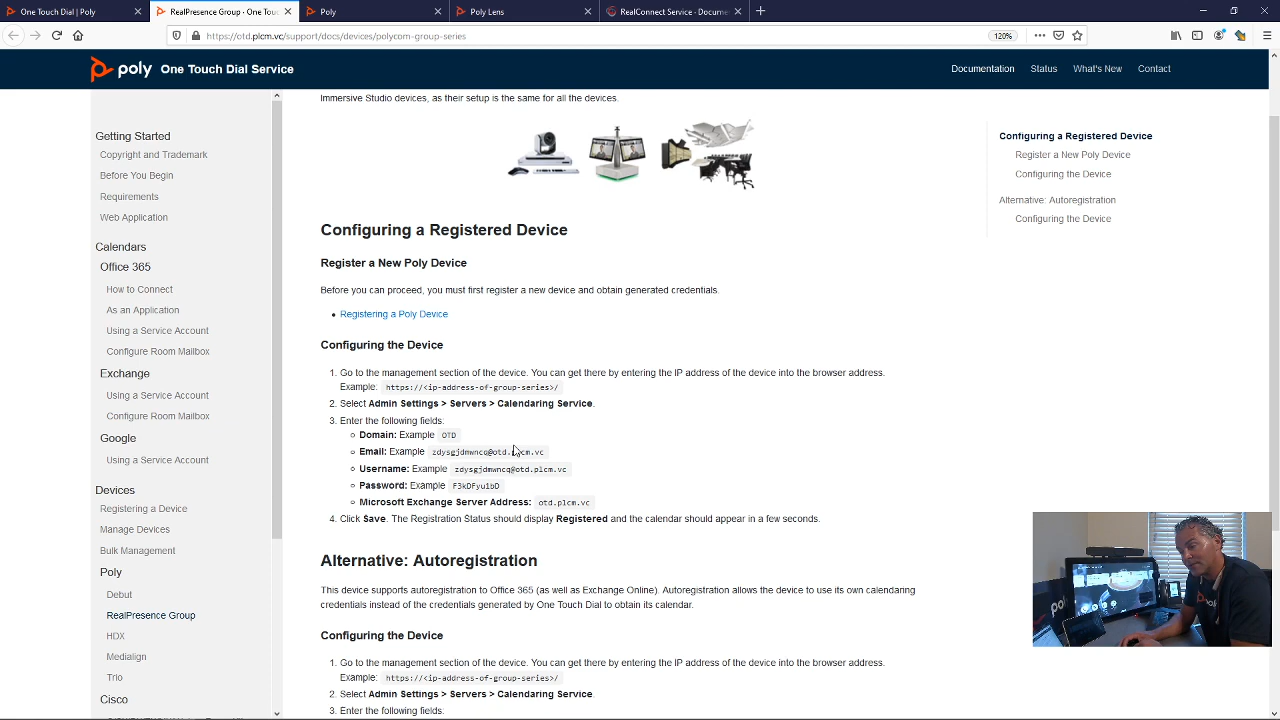 One Touch Dial | Poly
RealPresence Group · One Touc
Poly
Poly Lens
RealConnect Service · Docume
https://otd.plcm.vc/support/docs/devices/polycom-group-series
120%
poly One Touch Dial Service
Documentation
Status
What's New
Contact
Getting Started
Copyright and Trademark
Before You Begin
Requirements
Web Application
Calendars
Office 365
How to Connect
As an Application
Using a Service Account
Configure Room Mailbox
Exchange
Using a Service Account
Configure Room Mailbox
Google
Using a Service Account
Devices
Registering a Device
Manage Devices
Bulk Management
Poly
Debut
RealPresence Group
HDX
Medialign
Trio
Cisco
Immersive Studio devices, as their setup is the same for all the devices.
Configuring a Registered Device
Register a New Poly Device
Before you can proceed, you must first register a new device and obtain generated credentials.
• Registering a Poly Device
Configuring the Device
1. Go to the management section of the device. You can get there by entering the IP address of the device into the browser address.
Example: https://<ip-address-of-group-series>/
2. Select Admin Settings > Servers > Calendaring Service.
3. Enter the following fields:
Domain: Example OTD
Email: Example zdysgjdmwncq@otd.plcm.vc
Username: Example zdysgjdmwncq@otd.plcm.vc
Password: Example F3kDFyu1bD
Microsoft Exchange Server Address: otd.plcm.vc
4. Click Save. The Registration Status should display Registered and the calendar should appear in a few seconds.
Alternative: Autoregistration
This device supports autoregistration to Office 365 (as well as Exchange Online). Autoregistration allows the device to use its own calendaring
credentials instead of the credentials generated by One Touch Dial to obtain its calendar.
Configuring the Device
1. Go to the management section of the device. You can get there by entering the IP address of the device into the browser address.
Example: https://<ip-address-of-group-series>/
2. Select Admin Settings > Servers > Calendaring Service.
3. Enter the following fields:
Configuring a Registered Device
Register a New Poly Device
Configuring the Device
Alternative: Autoregistration
Configuring the Device